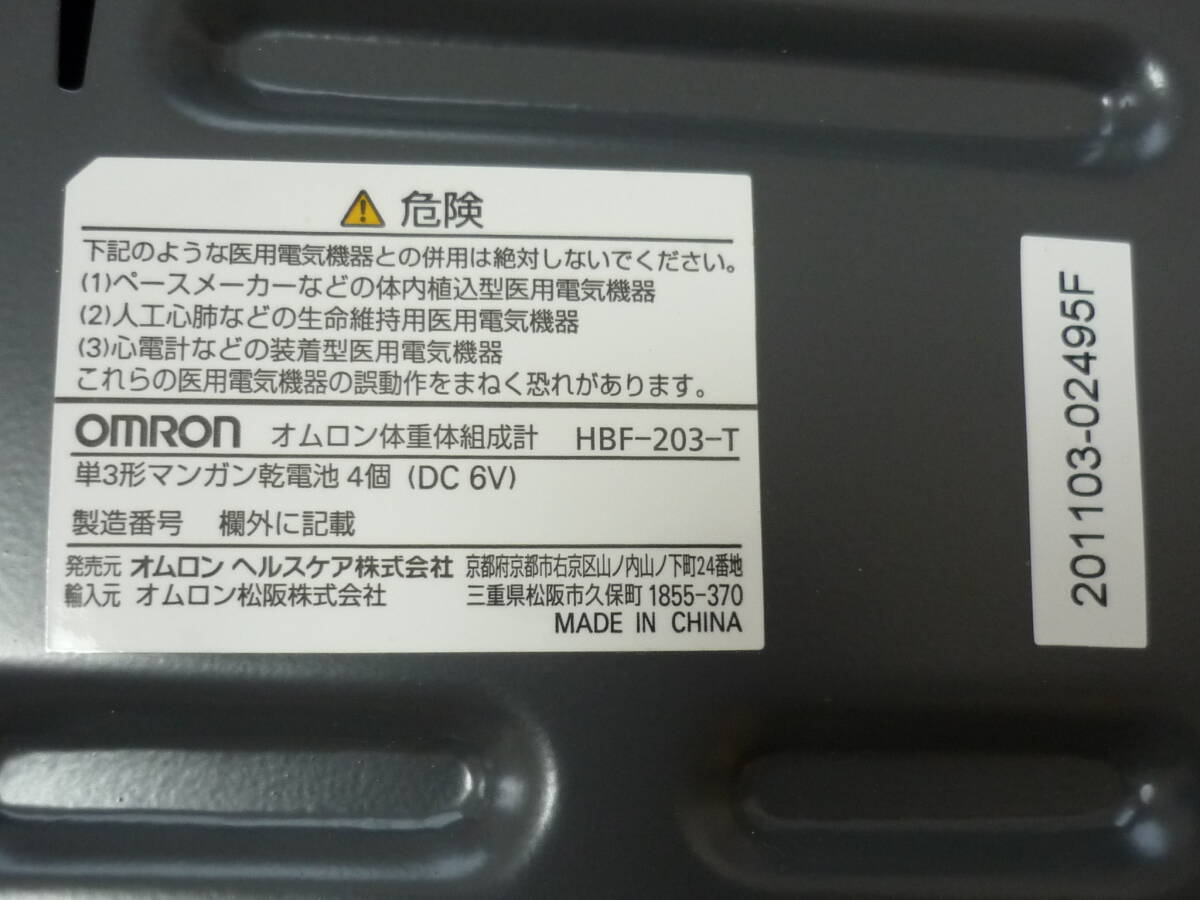 危険
下記のような医用電気機器との併用は絶対しないでください。
(1)ペースメーカーなどの体内植込型医用電気機器
(2)人工心肺などの生命維持用医用電気機器
(3)心電計などの装着型医用電気機器
これらの医用電気機器の誤動作をまねく恐れがあります。
OMRON オムロン体重体組成計 HBF-203-T
単3形マンガン乾電池 4個 (DC 6V)
製造番号 欄外に記載
発売元 オムロン ヘルスケア株式会社 京都府京都市右京区山ノ内山ノ下町24番地
輸入元 オムロン松阪株式会社 三重県松阪市久保町 1855-370
MADE IN CHINA
201103-02495F